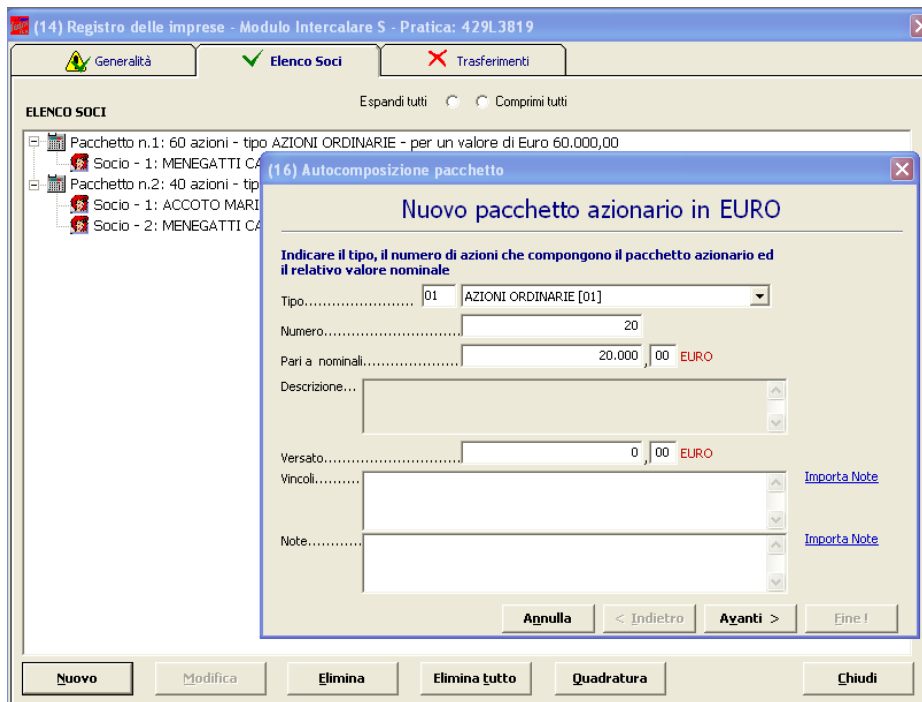 (14) Registro delle imprese - Modulo Intercalare S - Pratica: 429L3819
Generalità
Elenco Soci
Trasferimenti
Espandi tutti
Comprimi tutti
ELENCO SOCI
Pacchetto n.1: 60 azioni - tipo AZIONI ORDINARIE - per un valore di Euro 60.000,00
Socio - 1: MENEGATTI CA
Pacchetto n.2: 40 azioni - tip
Socio - 1: ACCOTO MARI
Socio - 2: MENEGATTI CA
(16) Autocomposizione pacchetto
Nuovo pacchetto azionario in EURO
Indicare il tipo, il numero di azioni che compongono il pacchetto azionario ed
il relativo valore nominale
Tipo........................ 01 AZIONI ORDINARIE [01]
Numero............................. 20
Pari a nominali..................... 20.000 , 00 EURO
Descrizione...
Versato.............................. 0 , 00 EURO
Vincoli.......... Importa Note
Note............ Importa Note
Annulla < Indietro Avanti > Fine !
Nuovo Modifica Elimina Elimina tutto Quadratura Chiudi